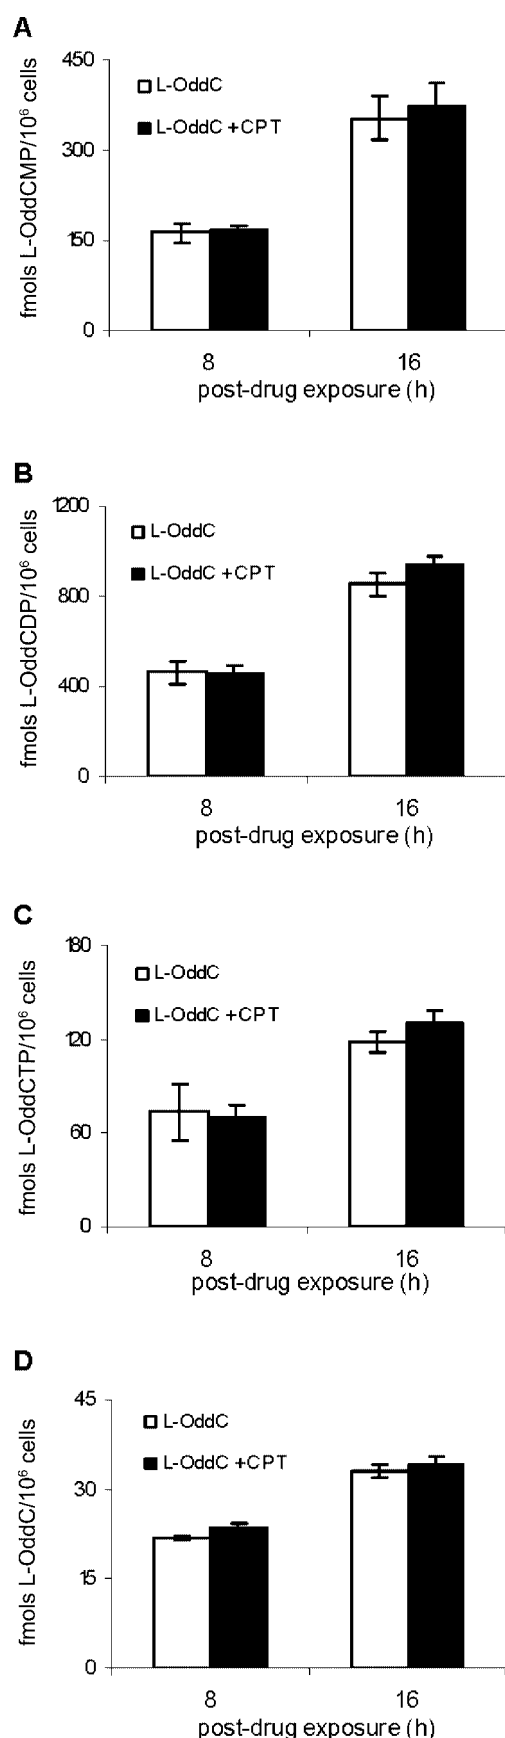 A
fmols L-OddCMP/10⁶ cells
450
300
150
0
L-OddC
L-OddC +CPT
8
16
post-drug exposure (h)
B
fmols L-OddCDP/10⁶ cells
1200
800
400
0
L-OddC
L-OddC +CPT
8
16
post-drug exposure (h)
C
fmols L-OddCTP/10⁶ cells
180
120
60
0
L-OddC
L-OddC +CPT
8
16
post-drug exposure (h)
D
fmols L-OddC/10⁶ cells
45
30
15
0
L-OddC
L-OddC +CPT
8
16
post-drug exposure (h)